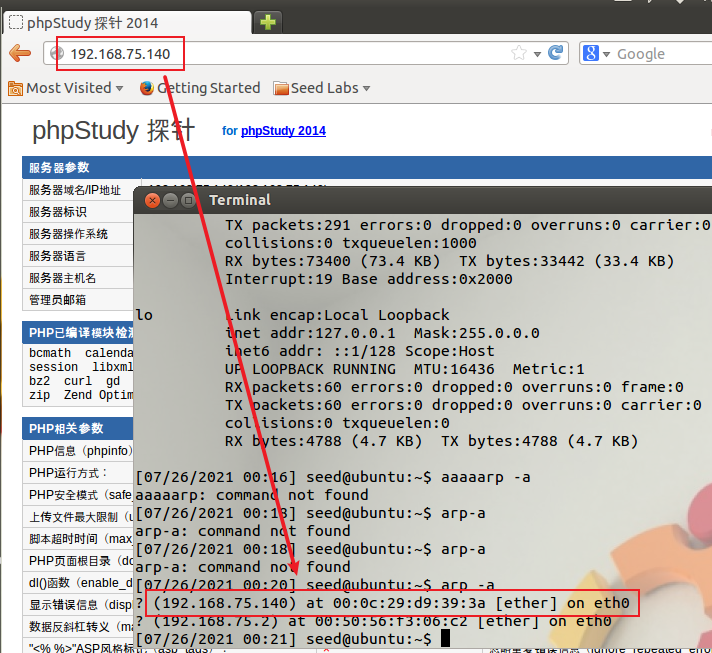 phpStudy 探针 2014
192.168.75.140
Google
Most Visited
Getting Started
Seed Labs
phpStudy 探针
for phpStudy 2014
服务器参数
服务器域名/IP地址
服务器标识
服务器操作系统
服务器语言
服务器主机名
管理员邮箱
PHP已编译模块检测
bcmath calenda
session libxml
bz2 curl gd
zip Zend Optim
PHP相关参数
PHP信息（phpinfo）
PHP运行方式：
PHP安全模式（safe_
上传文件最大限制（u
脚本超时时间（max_
PHP页面根目录（do
dl()函数（enable_d
显示错误信息（disp
数据反斜杠转义（ma
"<% %>"ASP风格标记（asp_tags）：
忽略重复错误信息（ignore_repeated_error
Terminal
TX packets:291 errors:0 dropped:0 overruns:0 carrier:0
collisions:0 txqueuelen:1000
RX bytes:73400 (73.4 KB)  TX bytes:33442 (33.4 KB)
Interrupt:19 Base address:0x2000
lo Link encap:Local Loopback
inet addr:127.0.0.1  Mask:255.0.0.0
inet6 addr: ::1/128 Scope:Host
UP LOOPBACK RUNNING  MTU:16436  Metric:1
RX packets:60 errors:0 dropped:0 overruns:0 frame:0
TX packets:60 errors:0 dropped:0 overruns:0 carrier:0
collisions:0 txqueuelen:0
RX bytes:4788 (4.7 KB)  TX bytes:4788 (4.7 KB)
[07/26/2021 00:16] seed@ubuntu:~$ aaaaarp -a
aaaaarp: command not found
[07/26/2021 00:18] seed@ubuntu:~$ arp-a
arp-a: command not found
[07/26/2021 00:18] seed@ubuntu:~$ arp-a
arp-a: command not found
[07/26/2021 00:20] seed@ubuntu:~$ arp -a
? (192.168.75.140) at 00:0c:29:d9:39:3a [ether] on eth0
? (192.168.75.2) at 00:50:56:f3:06:c2 [ether] on eth0
[07/26/2021 00:21] seed@ubuntu:~$